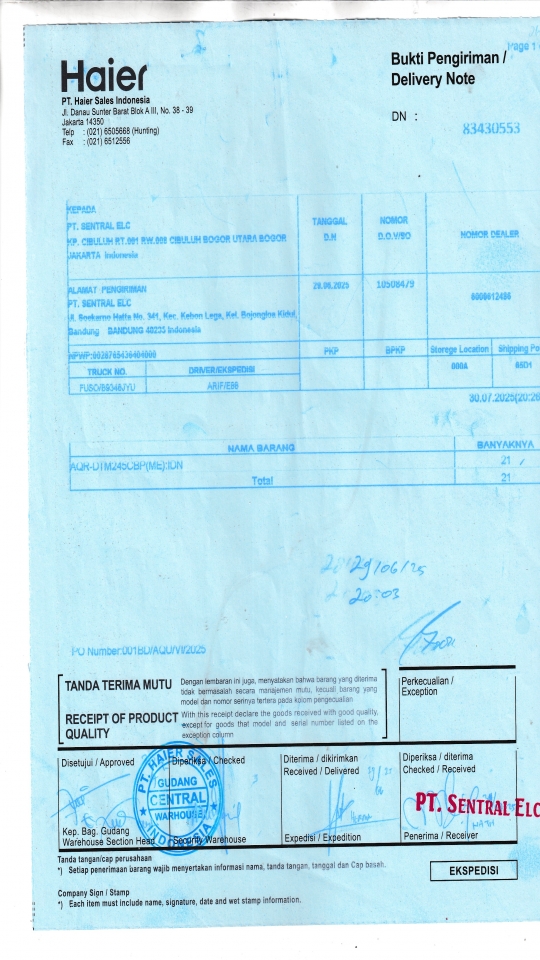 Haier
PT. Haier Sales Indonesia
Jl. Danau Sunter Barat Blok A III, No. 38 - 39
Jakarta 14350
Telp : (021) 6505668 (Hunting)
Fax : (021) 6512556
Page 1
Bukti Pengiriman /
Delivery Note
DN :
83430553
KEPADA
PT. SENTRAL ELC
KP. CIBULUH RT.001 RW.008 CIBULUH BOGOR UTARA BOGOR
JAKARTA Indonesia
TANGGAL
D.N
NOMOR
D.O.V/SO
NOMOR DEALER
ALAMAT PENGIRIMAN
PT. SENTRAL ELC
Jl. Soekarno Hatta No. 341, Kec. Kebon Lega, Kel. Bojongloa Kidul,
Bandung BANDUNG 40235 Indonesia
28.06.2025
10508479
NPWP:
PKP
BPKP
Storege Location
Shipping Po
TRUCK NO.
DRIVER/EKSPEDISI
000A
FUSO/B9348JYU
ARIF/E66
30.07.2025(20:26
NAMA BARANG
BANYAKNYA
AQR-DTM245CBP(ME):IDN
21
Total
21
29/06/25
20:03
PO Number:001BD/AQU/VI/2025
TANDA TERIMA MUTU
Dengan lembaran ini juga, menyatakan bahwa barang yang diterima
tidak bermasalah secara manajemen mutu, kecuali barang yang
model dan nomor serinya tertera pada kolom pengecualian
RECEIPT OF PRODUCT
QUALITY
With this receipt declare the goods received with good quality,
except for goods that model and serial number listed on the
exception column
Perkecualian /
Exception
Disetujui / Approved
Diperiksa / Checked
Diterima / dikirimkan
Received / Delivered
Diperiksa / diterima
Checked / Received
PT. HAIER SALES
GUDANG
CENTRAL
WARHOUSE
INDONESIA
PT. SENTRAL ELC
Kep. Bag. Gudang
Warehouse Section Head
Security Warehouse
Expedisi / Expedition
Penerima / Receiver
Tanda tangan/cap perusahaan
*) Setiap penerimaan barang wajib menyertakan informasi nama, tanda tangan, tanggal dan Cap basah.
EKSPEDISI
Company Sign / Stamp
*) Each item must include name, signature, date and wet stamp information.